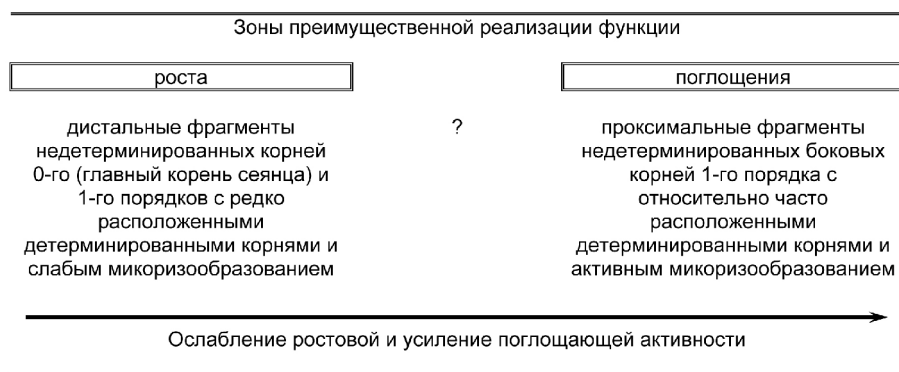 Зоны преимущественной реализации функции
роста
поглощения
дистальные фрагменты
недетерминированных корней
0-го (главный корень сеянца) и
1-го порядков с редко
расположенными
детерминированными корнями и
слабым микоризообразованием
?
проксимальные фрагменты
недетерминированных боковых
корней 1-го порядка с
относительно часто
расположенными
детерминированными корнями и
активным микоризообразованием
Ослабление ростовой и усиление поглощающей активности